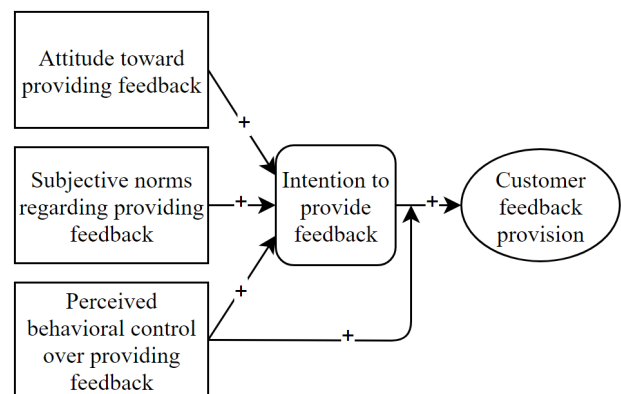 Attitude toward
providing feedback
+
Subjective norms
regarding providing
feedback
+
Intention to
provide
feedback
+
Customer
feedback
provision
+
Perceived
behavioral control
over providing
feedback
+